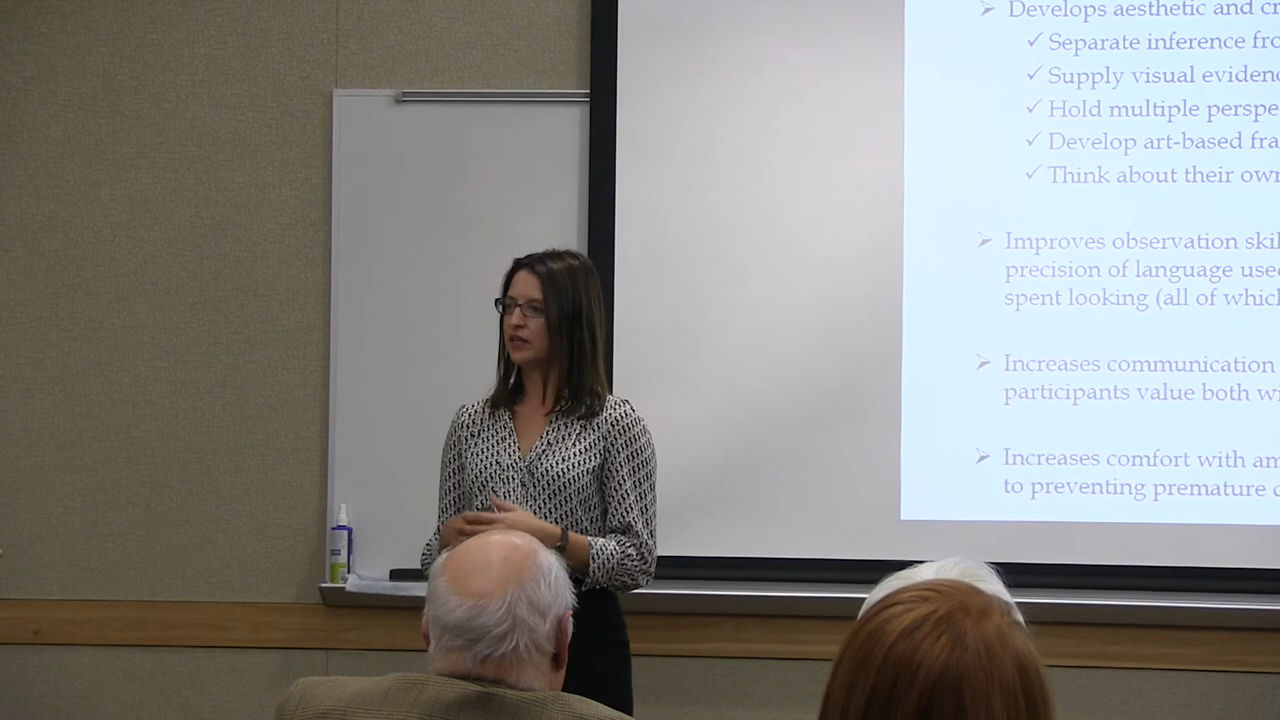 Develops aesthetic and cr
Separate inference fro
Supply visual evidenc
Hold multiple perspe
Develop art-based fra
Think about their own
Improves observation skil
precision of language use
spent looking (all of which
Increases communication
participants value both wr
Increases comfort with am
to preventing premature c